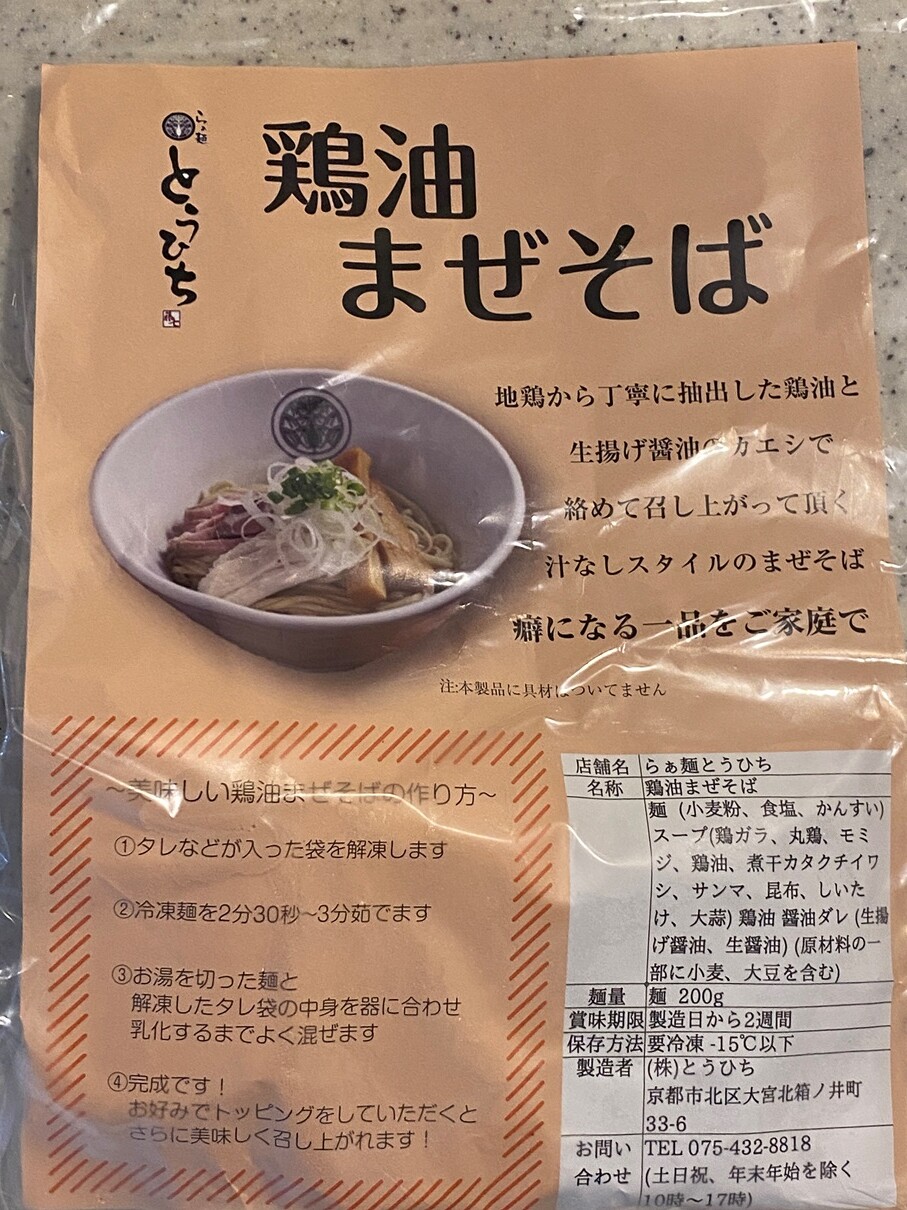 らぁ麺
とうひち
鶏油
まぜそば
地鶏から丁寧に抽出した鶏油と
生揚げ醤油のカエシで
絡めて召し上がって頂く
汁なしスタイルのまぜそば
癖になる一品をご家庭で
注:本製品に具材はついてません
～美味しい鶏油まぜそばの作り方～
①タレなどが入った袋を解凍します
②冷凍麺を2分30秒～3分茹でます
③お湯を切った麺と
解凍したタレ袋の中身を器に合わせ
乳化するまでよく混ぜます
④完成です！
お好みでトッピングをしていただくと
さらに美味しく召し上がれます！
店舗名 らぁ麺とうひち
名称 鶏油まぜそば
麺 (小麦粉、食塩、かんすい)
スープ(鶏ガラ、丸鶏、モミ
ジ、鶏油、煮干カタクチイワ
シ、サンマ、昆布、しいた
け、大蒜) 鶏油 醤油ダレ (生揚
げ醤油、生醤油) (原材料の一
部に小麦、大豆を含む)
麺量 麺 200g
賞味期限 製造日から2週間
保存方法 要冷凍 -15℃以下
製造者 (株)とうひち
京都市北区大宮北箱ノ井町
33-6
お問い TEL 075-432-8818
合わせ (土日祝、年末年始を除く
10時～17時)